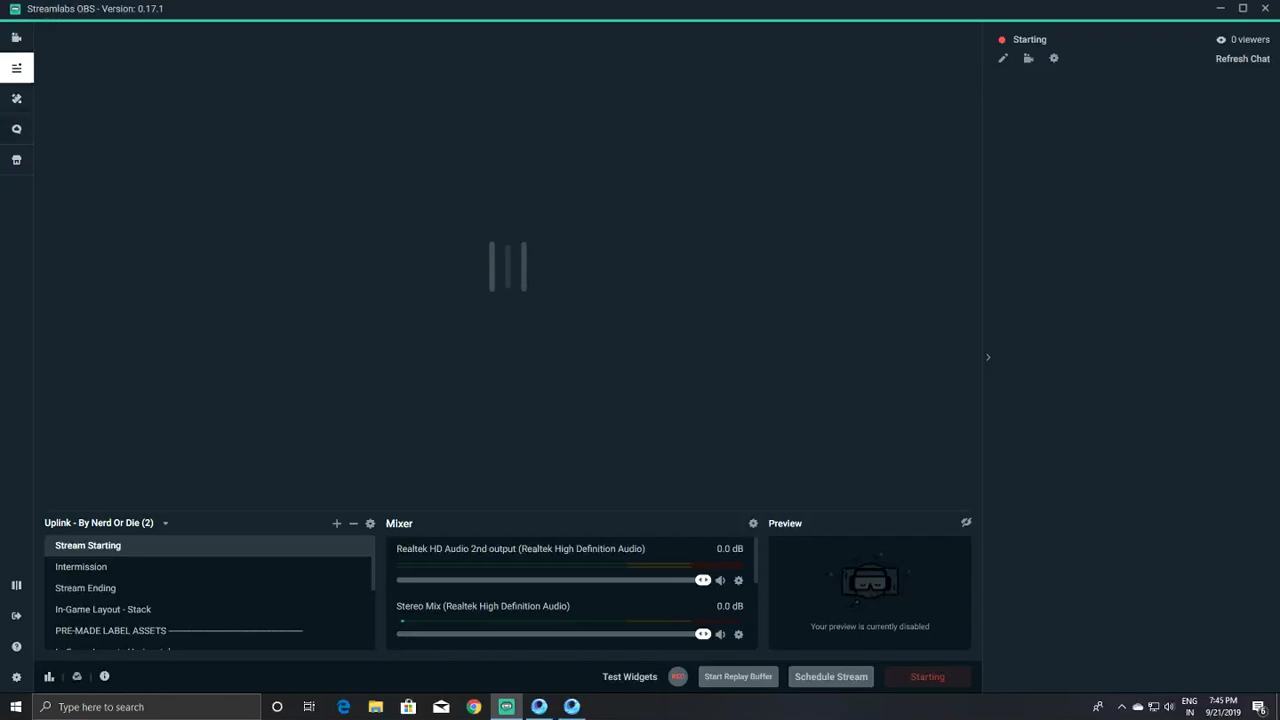 Streamlabs OBS - Version: 0.17.1
Starting
0 viewers
Refresh Chat
Uplink - By Nerd Or Die (2)
Stream Starting
Intermission
Stream Ending
In-Game Layout - Stack
PRE-MADE LABEL ASSETS
Mixer
Realtek HD Audio 2nd output (Realtek High Definition Audio)
0.0 dB
Stereo Mix (Realtek High Definition Audio)
0.0 dB
Preview
Your preview is currently disabled
Test Widgets
REC
Start Replay Buffer
Schedule Stream
Starting
Type here to search
ENG
IN
7:45 PM
9/21/2019